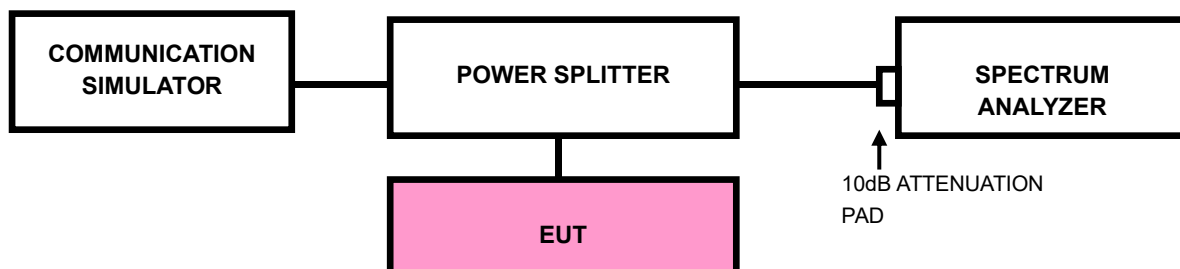 COMMUNICATION
SIMULATOR
POWER SPLITTER
SPECTRUM
ANALYZER
10dB ATTENUATION
PAD
EUT